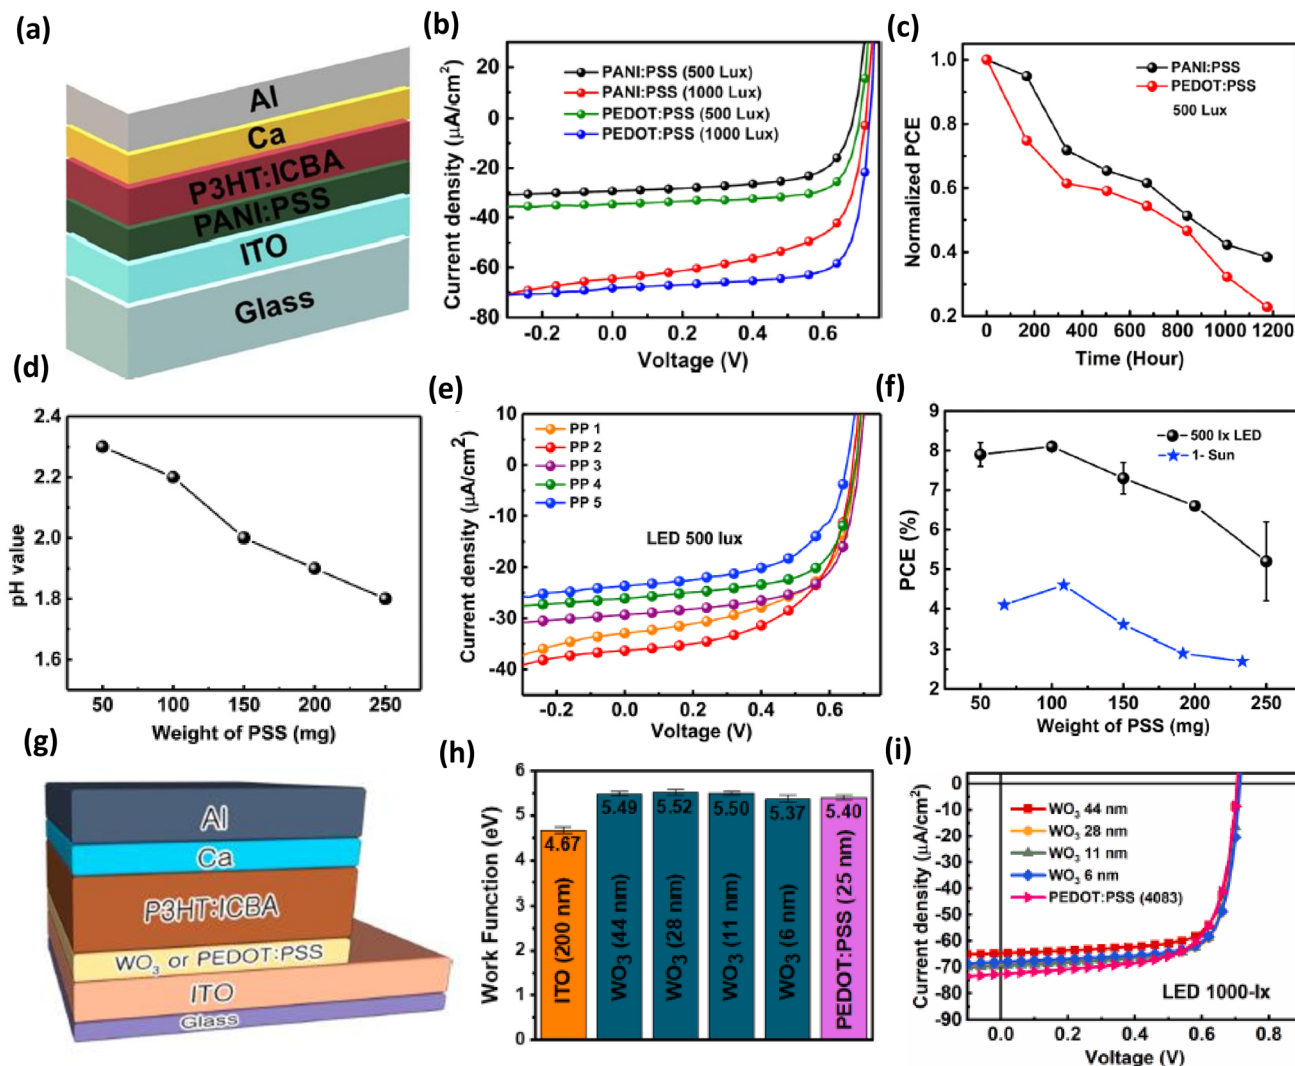 (a)
Al
Ca
P3HT:ICBA
PANI:PSS
ITO
Glass
(b)
PANI:PSS (500 Lux)
PANI:PSS (1000 Lux)
PEDOT:PSS (500 Lux)
PEDOT:PSS (1000 Lux)
Current density (μA/cm²)
20
0
-20
-40
-60
-80
-0.2 0.0 0.2 0.4 0.6
Voltage (V)
(c)
PANI:PSS
PEDOT:PSS
500 Lux
Normalized PCE
1.0
0.8
0.6
0.4
0.2
0 200 400 600 800 1000 1200
Time (Hour)
(d)
pH value
2.4
2.2
2.0
1.8
1.6
50 100 150 200 250
Weight of PSS (mg)
(e)
PP 1
PP 2
PP 3
PP 4
PP 5
LED 500 lux
Current density (μA/cm²)
10
0
-10
-20
-30
-40
-0.2 0.0 0.2 0.4 0.6
Voltage (V)
(f)
500 lx LED
1- Sun
PCE (%)
9
8
7
6
5
4
3
2
50 100 150 200 250
Weight of PSS (mg)
(g)
Al
Ca
P3HT:ICBA
WO₃ or PEDOT:PSS
ITO
Glass
(h)
Work Function (eV)
6
5
4
3
2
1
0
4.67
5.49
5.52
5.50
5.37
5.40
ITO (200 nm)
WO₃ (44 nm)
WO₃ (28 nm)
WO₃ (11 nm)
WO₃ (6 nm)
PEDOT:PSS (25 nm)
(i)
WO₃ 44 nm
WO₃ 28 nm
WO₃ 11 nm
WO₃ 6 nm
PEDOT:PSS (4083)
LED 1000-lx
Current density (μA/cm²)
0
-10
-20
-30
-40
-50
-60
-70
-80
-90
0.0 0.2 0.4 0.6 0.8
Voltage (V)